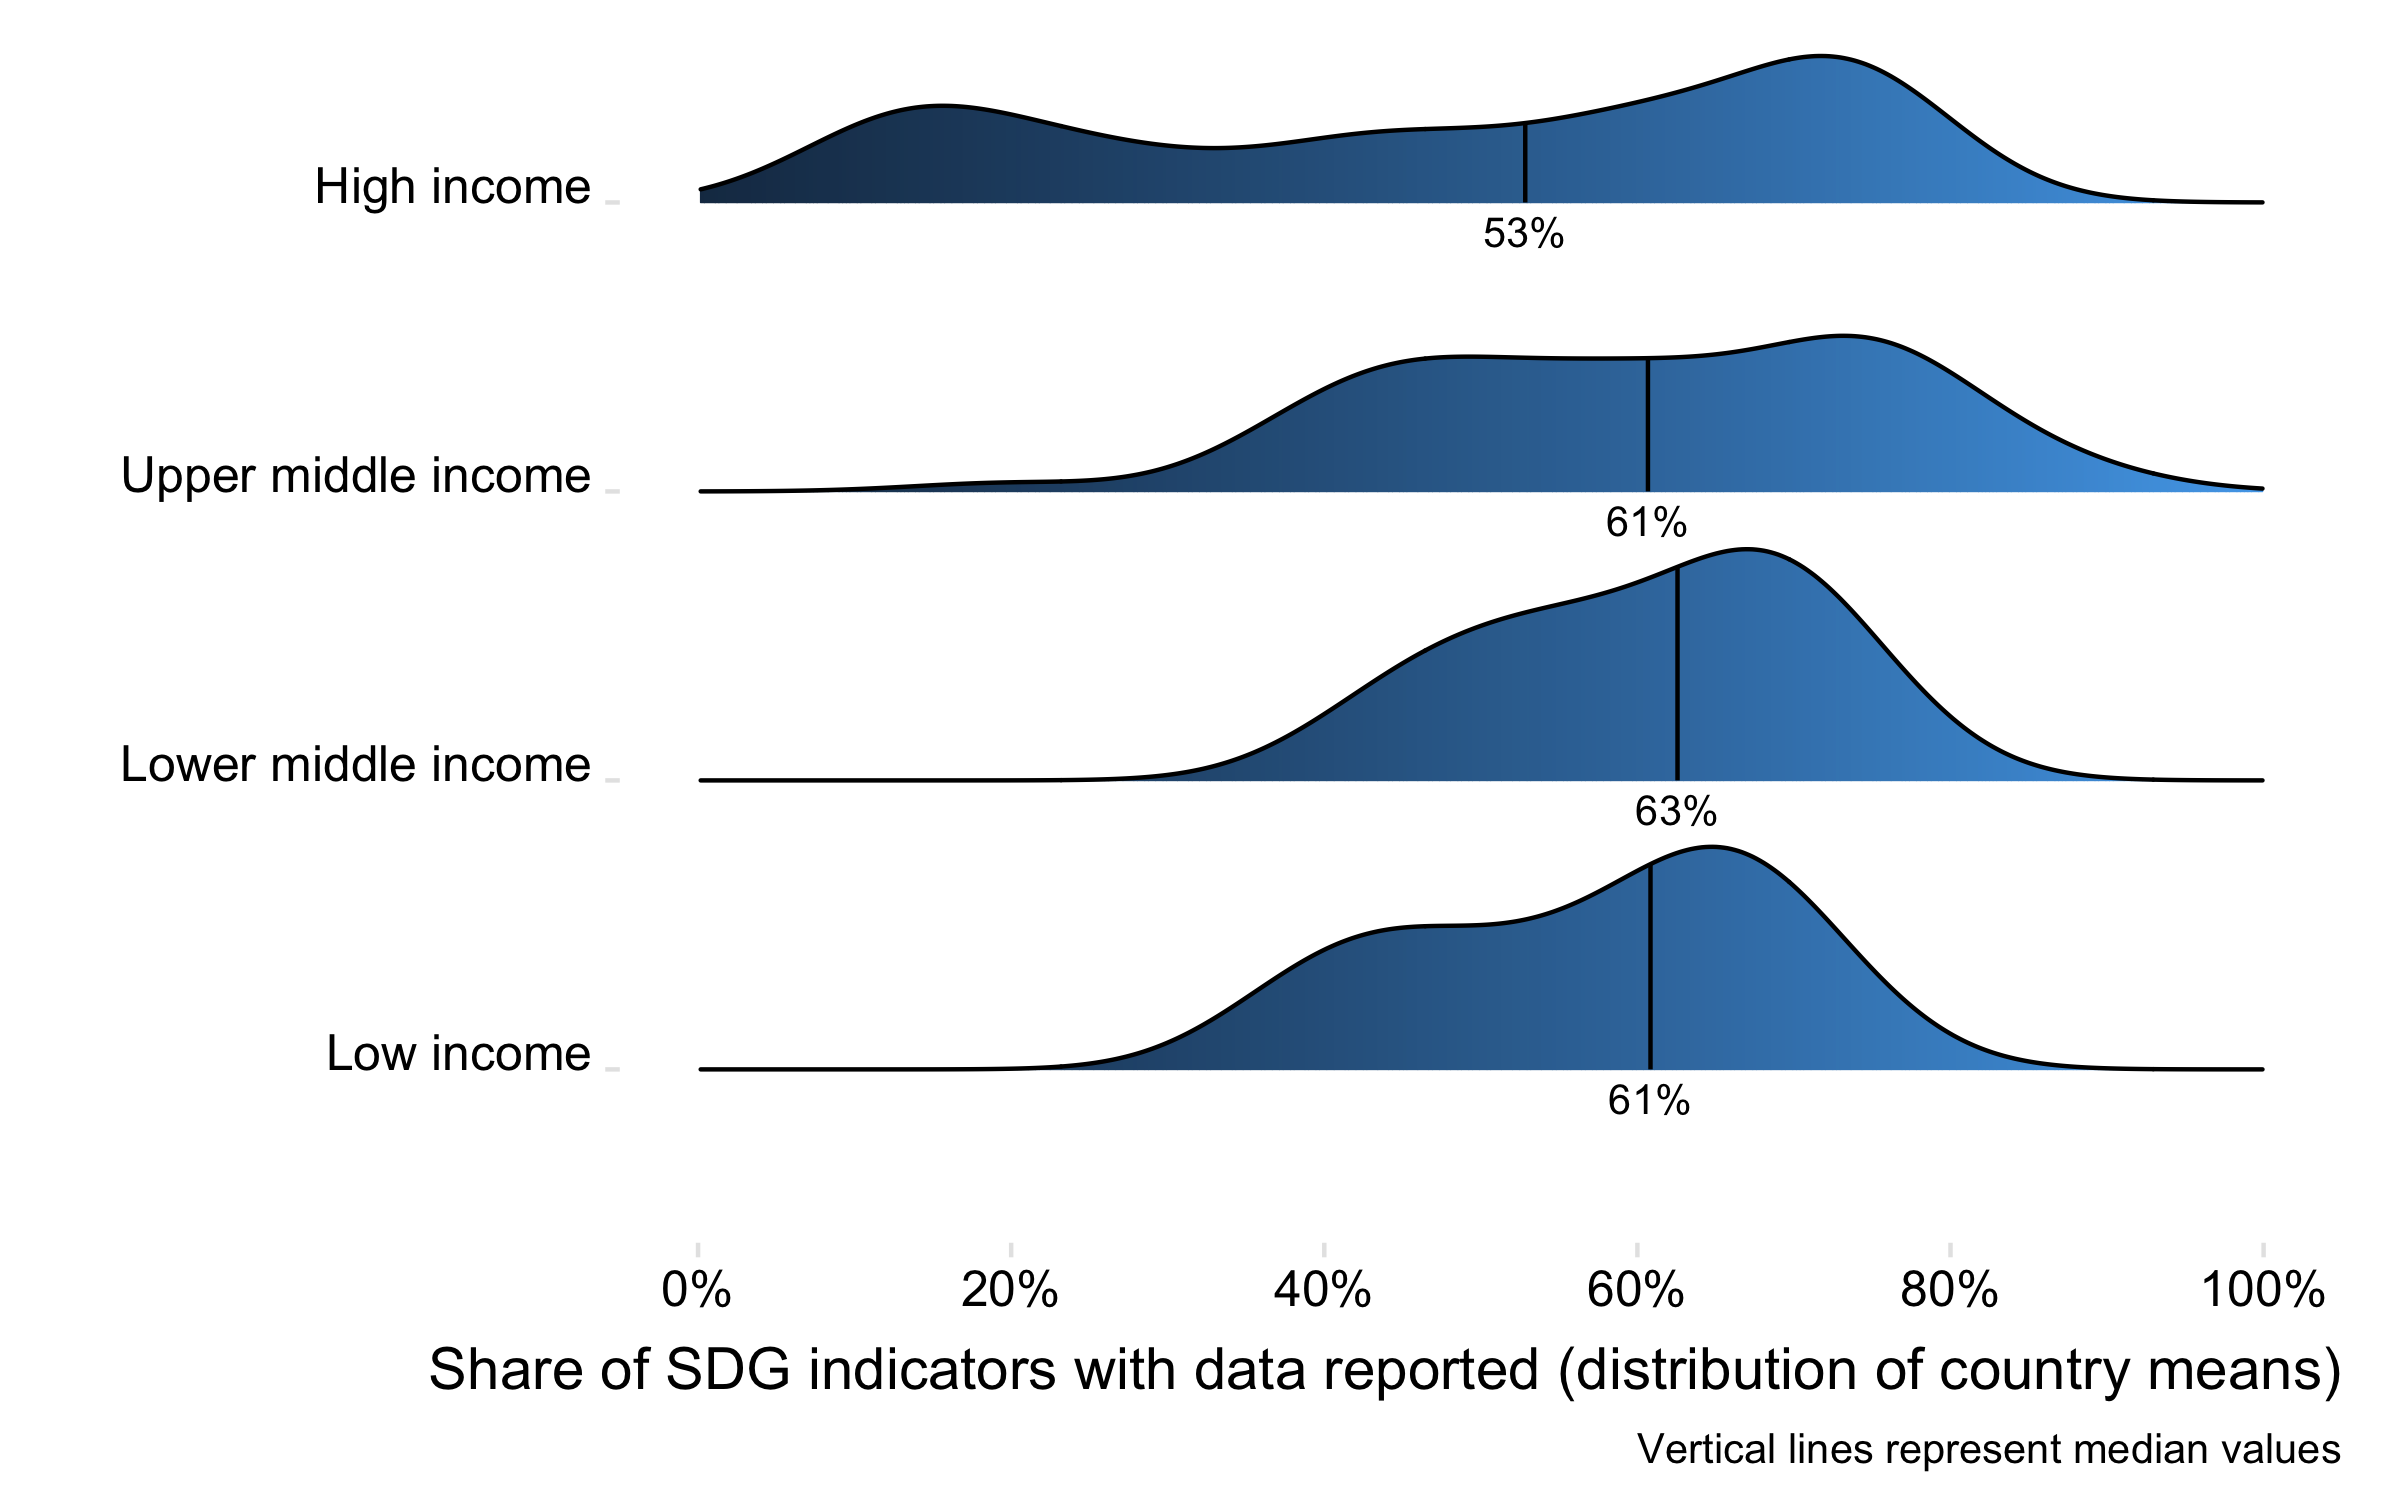 High income
53%
Upper middle income
61%
Lower middle income
63%
Low income
61%
0% 20% 40% 60% 80% 100%
Share of SDG indicators with data reported (distribution of country means)
Vertical lines represent median values